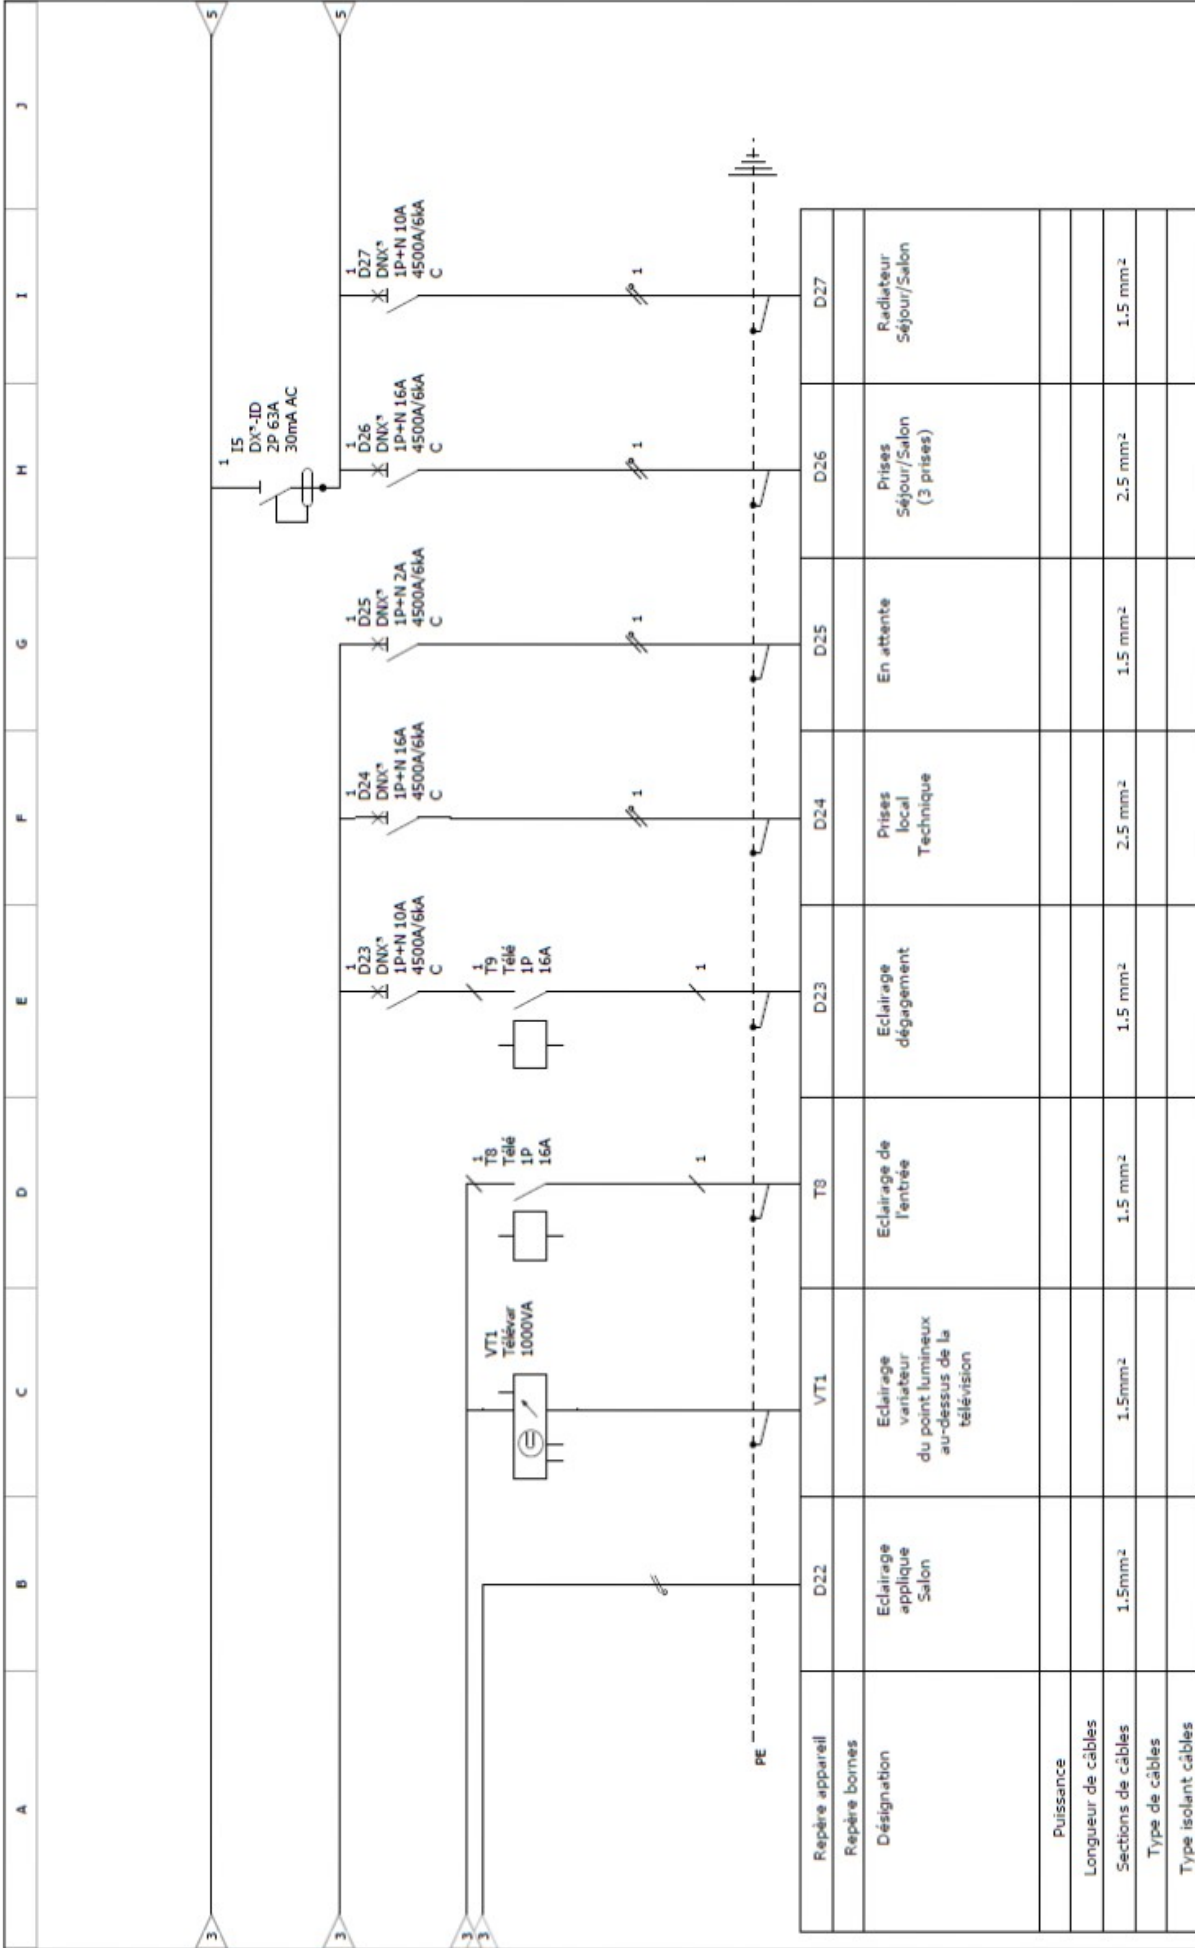 A B C D E F G H I J
3
5
3
5
3
3
1
I5
DX³-ID
2P 63A
30mA AC
1
D23
DNX³
1P+N 10A
4500A/6kA
C
1
D24
DNX³
1P+N 16A
4500A/6kA
C
1
D25
DNX³
1P+N 2A
4500A/6kA
C
1
D26
DNX³
1P+N 16A
4500A/6kA
C
1
D27
DNX³
1P+N 10A
4500A/6kA
C
VT1
Télévar
1000VA
1
T8
Télé
1P
16A
1
T9
Télé
1P
16A
1
1
1
1
1
1
PE
Repère appareil D22 VT1 T8 D23 D24 D25 D26 D27
Repère bornes
Désignation
Eclairage
applique
Salon
Eclairage
variateur
du point lumineux
au-dessus de la
télévision
Eclairage de
l'entrée
Eclairage
dégagement
Prises
local
Technique
En attente
Prises
Séjour/Salon
(3 prises)
Radiateur
Séjour/Salon
Puissance
Longueur de câbles
Sections de câbles 1.5mm² 1.5mm² 1.5 mm² 1.5 mm² 2.5 mm² 1.5 mm² 2.5 mm² 1.5 mm²
Type de câbles
Type isolant câbles